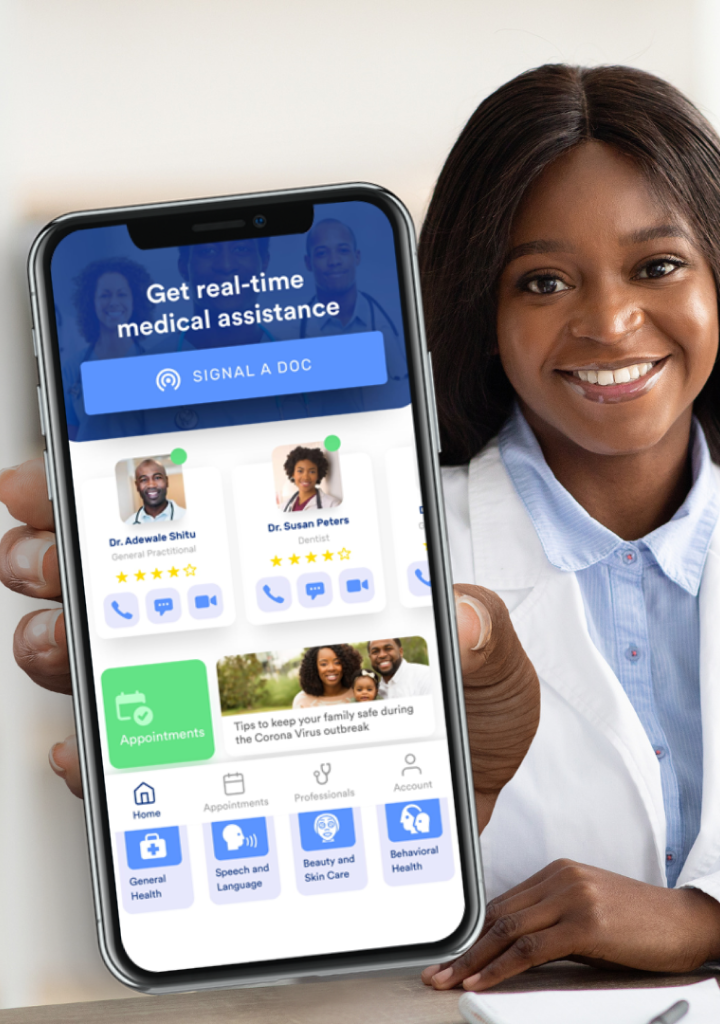 Get real-time
medical assistance
SIGNAL A DOC
Dr. Adewale Shitu
General Practitional
Dr. Susan Peters
Dentist
Appointments
Tips to keep your family safe during
the Corona Virus outbreak
Home
Appointments
Professionals
Account
General
Health
Speech and
Language
Beauty and
Skin Care
Behavioral
Health